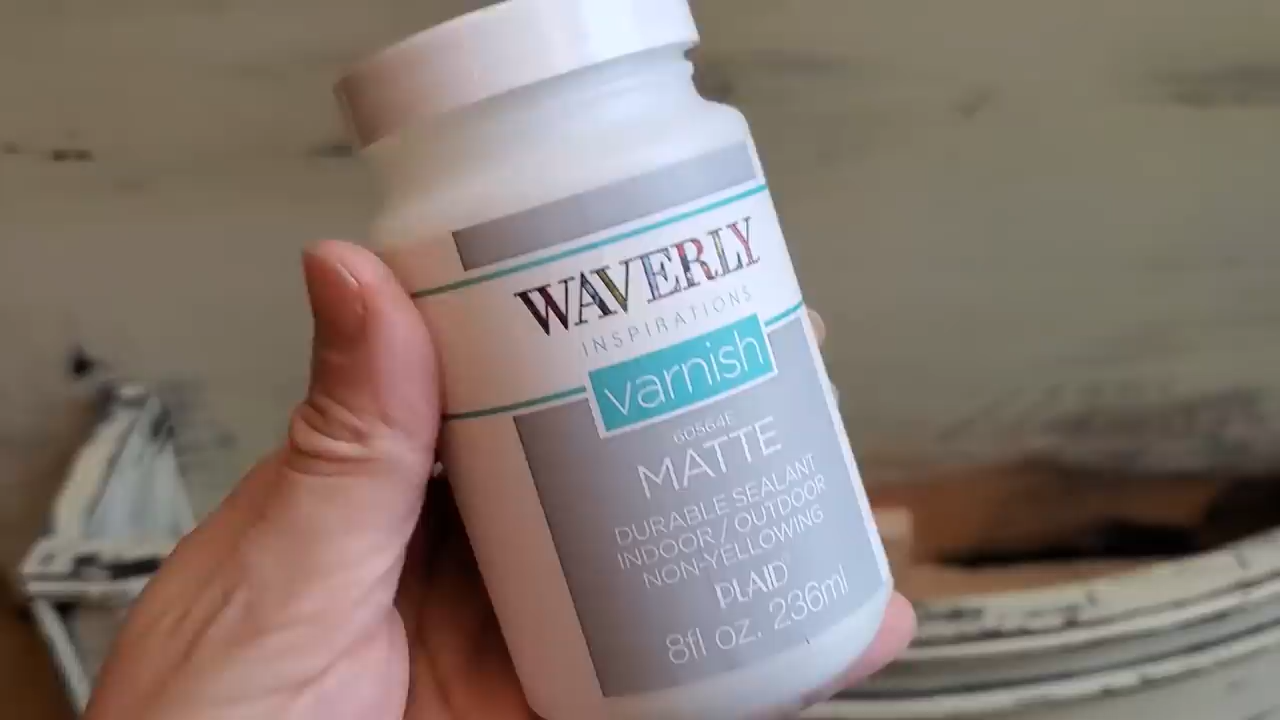 WAVERLY
INSPIRATIONS
varnish
60564E
MATTE
DURABLE SEALANT
INDOOR / OUTDOOR
NON-YELLOWING
PLAID
8fl oz. 236ml